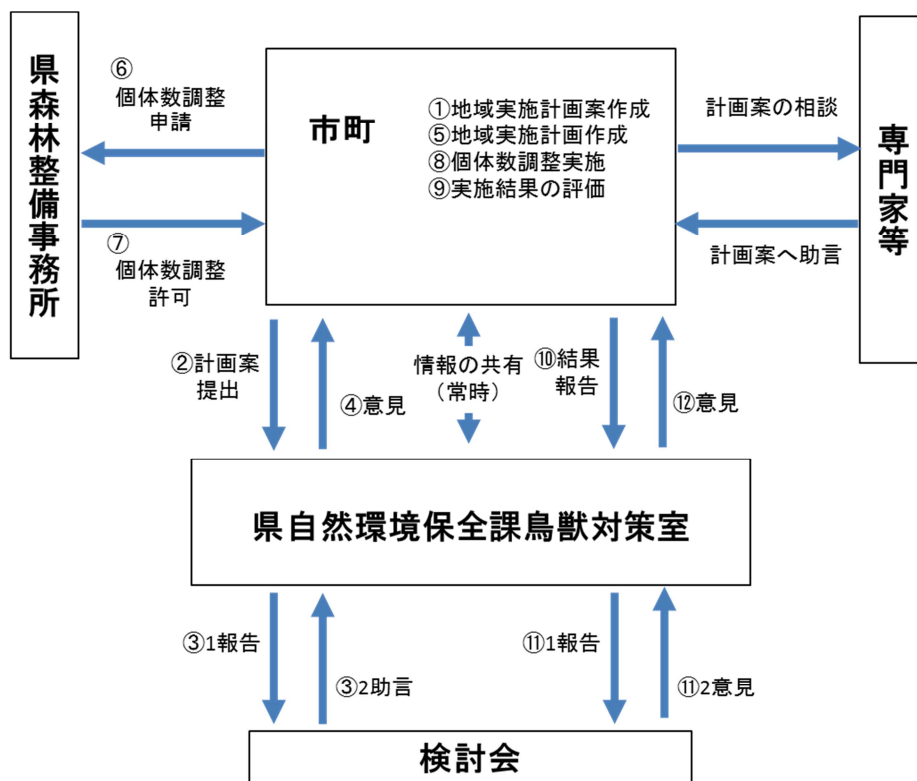 県森林整備事務所
⑥
個体数調整
申請
⑦
個体数調整
許可
市町
①地域実施計画案作成
⑤地域実施計画作成
⑧個体数調整実施
⑨実施結果の評価
計画案の相談
計画案へ助言
専門家等
②計画案
提出
④意見
情報の共有
（常時）
⑩結果
報告
⑫意見
県自然環境保全課鳥獣対策室
③1報告
③2助言
⑪1報告
⑪2意見
検討会